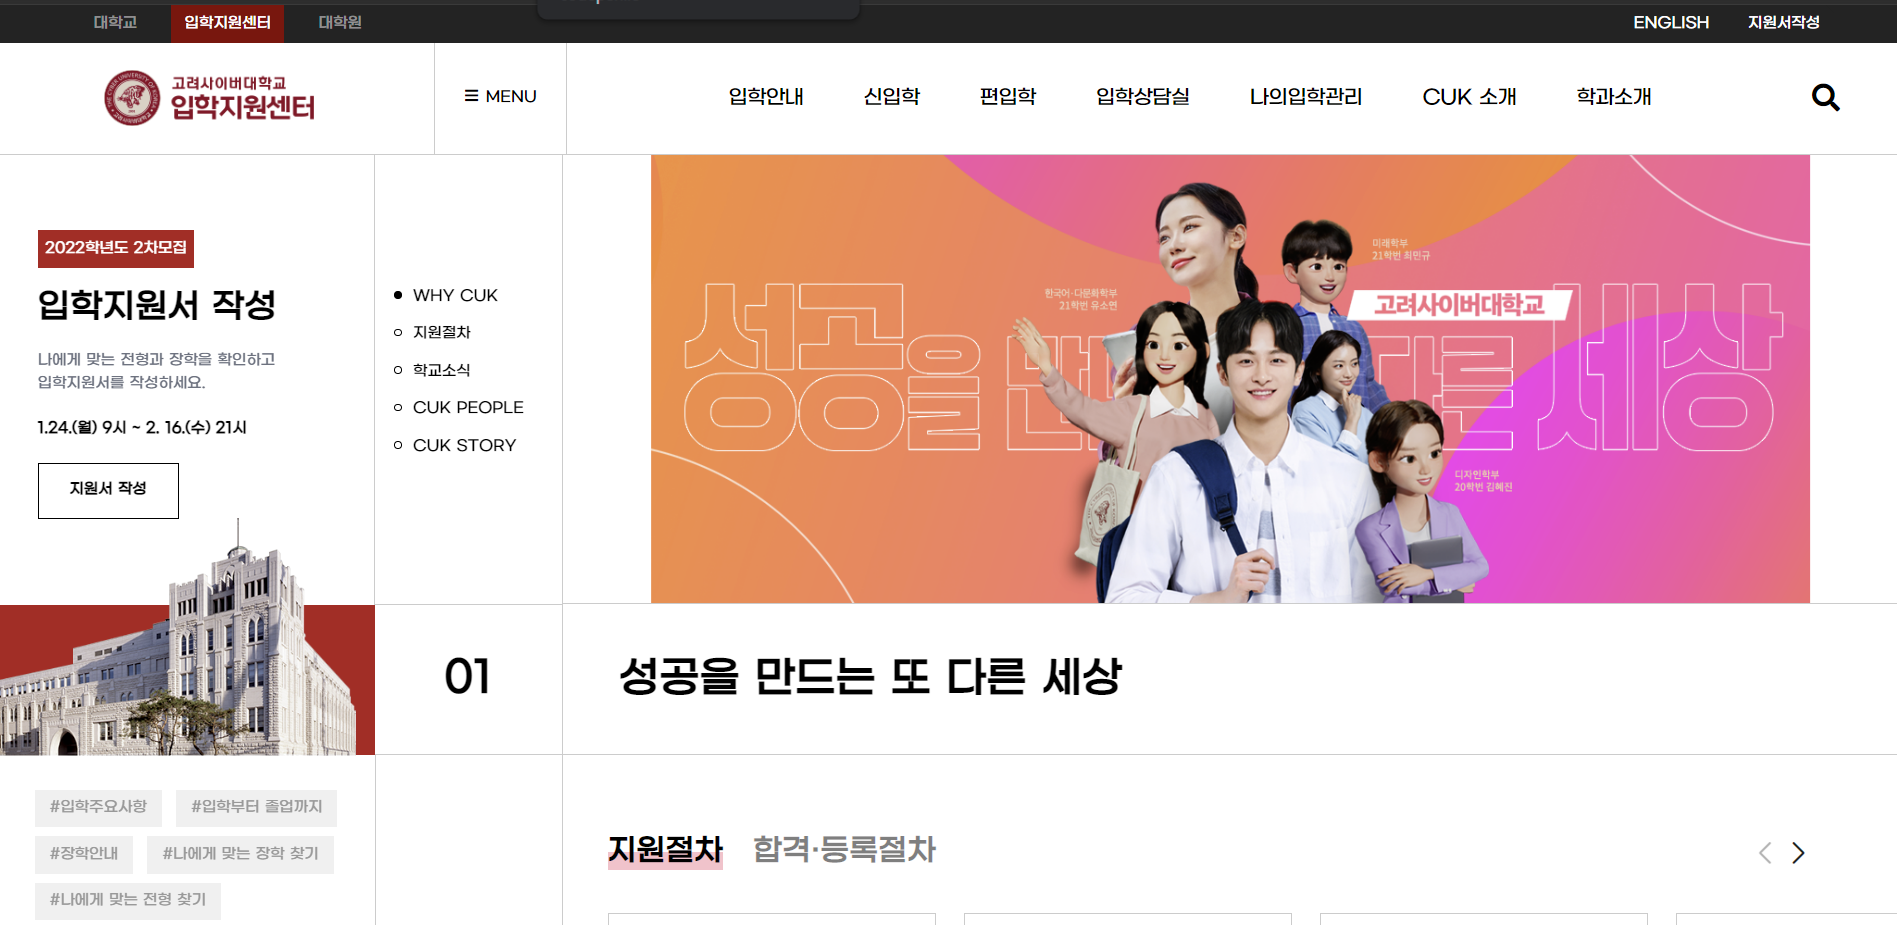 대학교
입학지원센터
대학원
ENGLISH
지원서작성
고려사이버대학교
입학지원센터
MENU
입학안내
신입학
편입학
입학상담실
나의입학관리
CUK 소개
학과소개
2022학년도 2차모집
입학지원서 작성
나에게 맞는 전형과 장학을 확인하고
입학지원서를 작성하세요.
1.24.(월) 9시 ~ 2. 16.(수) 21시
지원서 작성
WHY CUK
지원절차
학교소식
CUK PEOPLE
CUK STORY
미래학부
21학번 최민규
한국어·다문화학부
21학번 유소연
고려사이버대학교
성공을
다른 세상
디자인학부
20학번 김혜진
01
성공을 만드는 또 다른 세상
#입학주요사항
#입학부터 졸업까지
#장학안내
#나에게 맞는 장학 찾기
#나에게 맞는 전형 찾기
지원절차
합격·등록절차